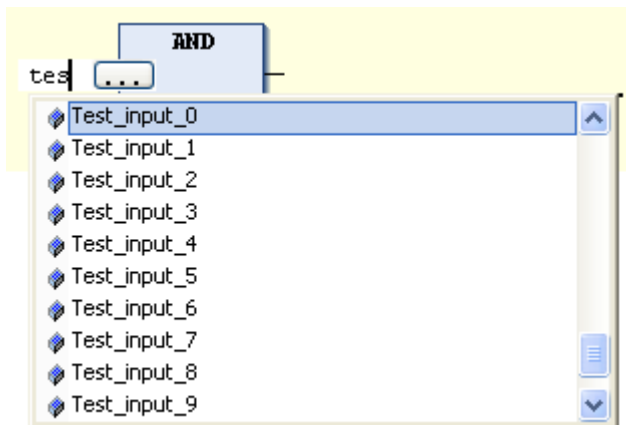 AND
tes ...
Test_input_0
Test_input_1
Test_input_2
Test_input_3
Test_input_4
Test_input_5
Test_input_6
Test_input_7
Test_input_8
Test_input_9